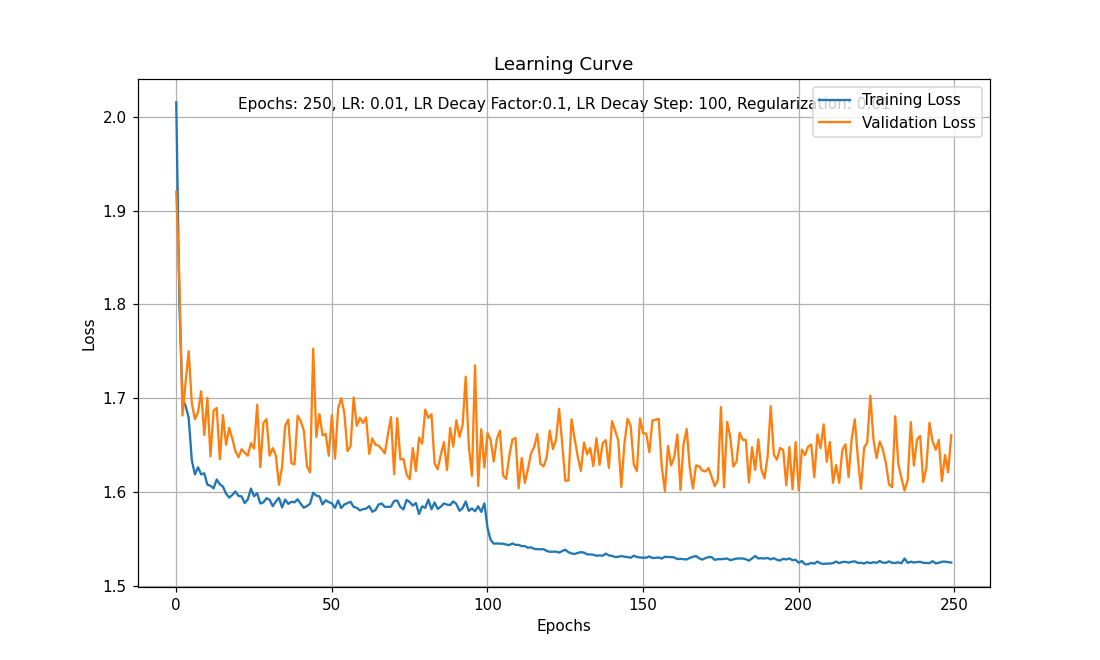 Learning Curve
Epochs: 250, LR: 0.01, LR Decay Factor:0.1, LR Decay Step: 100, Regularization: 0.01
Training Loss
Validation Loss
2.0
1.9
1.8
1.7
1.6
1.5
Loss
0 50 100 150 200 250
Epochs